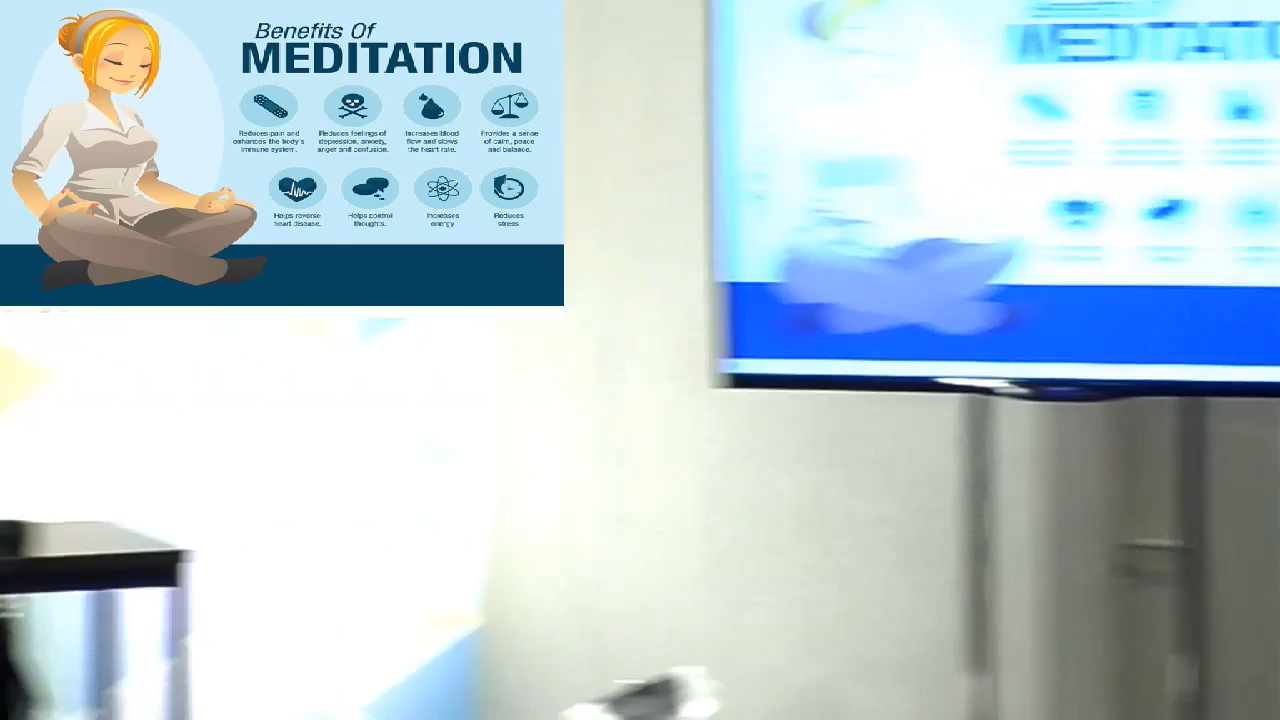 Benefits Of
MEDITATION
Reduces pain and
enhances the body's
immune system.
Reduces feelings of
depression, anxiety,
anger and confusion.
Increases blood
flow and slows
the heart rate.
Provides a sense
of calm, peace
and balance.
Helps reverse
heart disease.
Helps control
thoughts.
Increases
energy.
Reduces
stress.
MEDITATIO